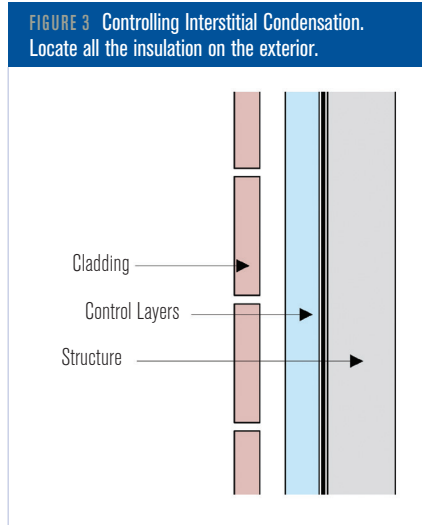 FIGURE 3 Controlling Interstitial Condensation.
Locate all the insulation on the exterior.
Cladding
Control Layers
Structure